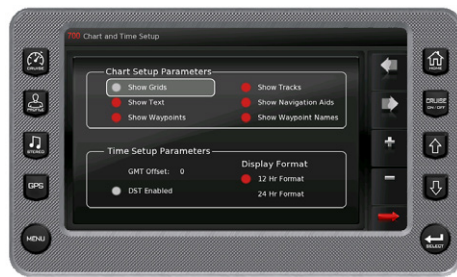 700 Chart and Time Setup
Chart Setup Parameters
Show Grids
Show Tracks
Show Text
Show Navigation Aids
Show Waypoints
Show Waypoint Names
Time Setup Parameters
GMT Offset: 0
Display Format
12 Hr Format
DST Enabled
24 Hr Format
CRUISE
PROFILE
STEREO
GPS
MENU
HOME
CRUISE
ON / OFF
SELECT
+
-